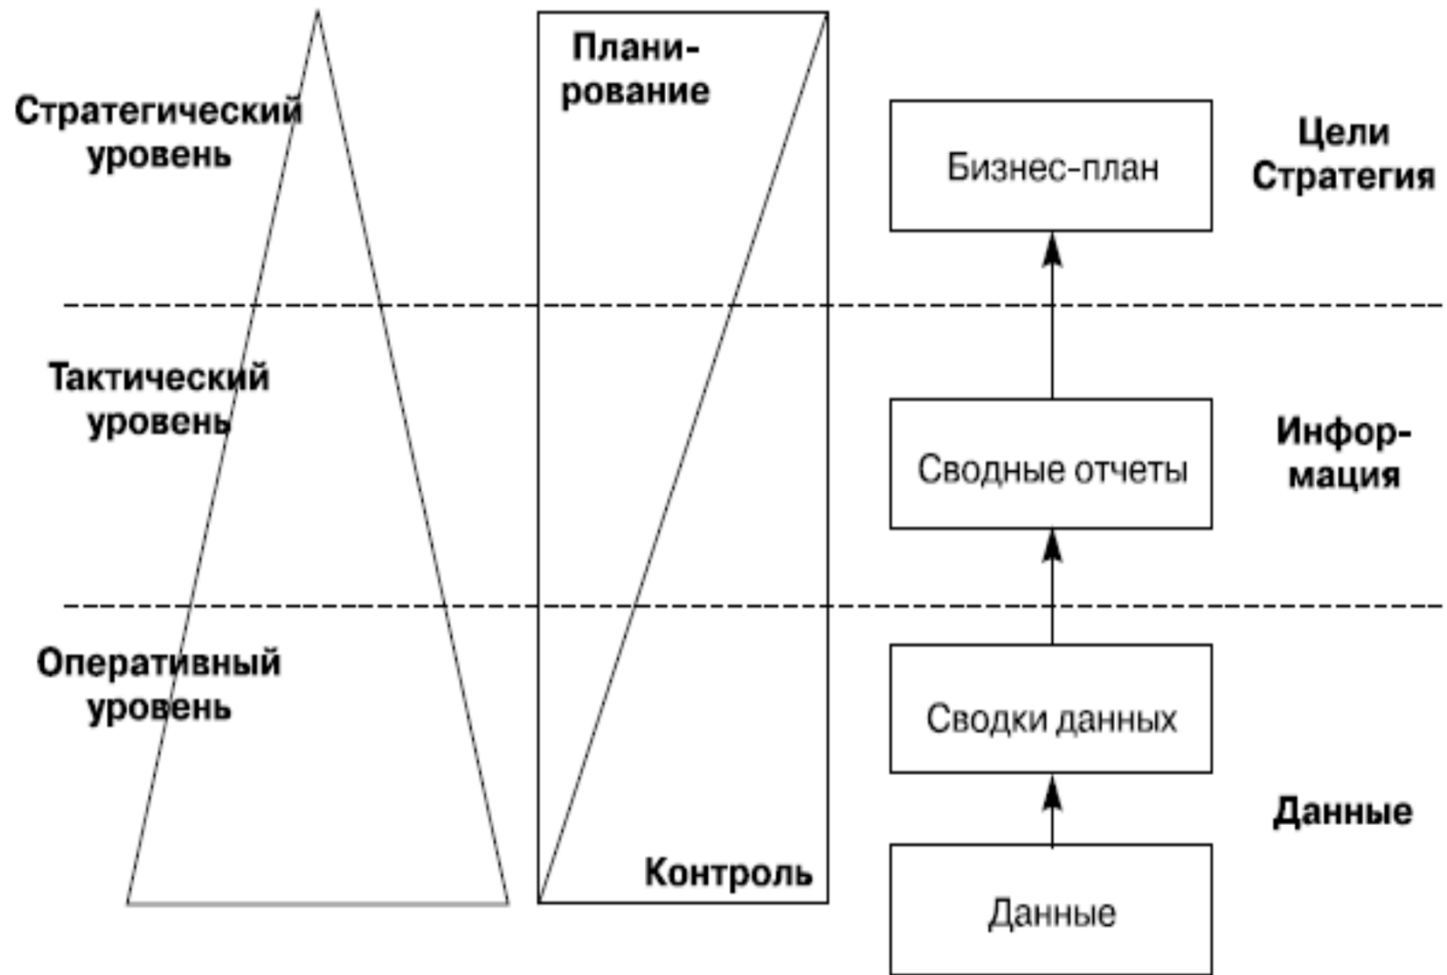 Плани-
рование
Стратегический
уровень
Бизнес-план
Цели
Стратегия
Тактический
уровень
Сводные отчеты
Инфор-
мация
Оперативный
уровень
Сводки данных
Данные
Контроль
Данные